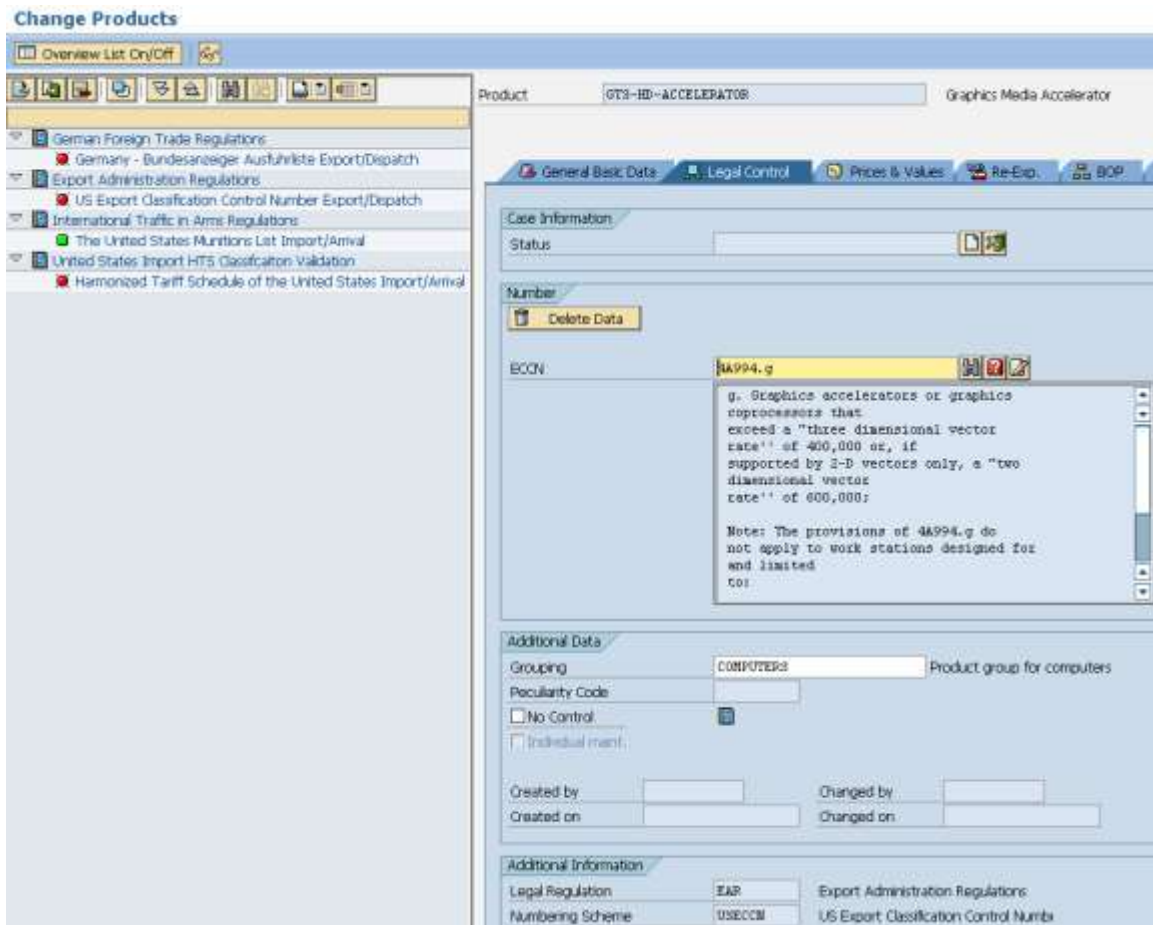 Change Products
Overview List On/Off
Product GTS-HD-ACCELERATOR Graphics Media Accelerator
German Foreign Trade Regulations
Germany - Bundesanzeiger Ausfuhrliste Export/Dispatch
Export Administration Regulations
US Export Classification Control Number Export/Dispatch
International Traffic in Arms Regulations
The United States Munitions List Import/Arrival
United States Import HTS Classifcaiton Validation
Harmonized Tariff Schedule of the United States Import/Arrival
General Basic Data Legal Control Prices & Values Re-Exp. BOP
Case Information
Status
Number
Delete Data
ECCN 4A994.g
g. Graphics accelerators or graphics
coprocessors that
exceed a "three dimensional vector
rate'' of 400,000 or, if
supported by 2-D vectors only, a "two
dimensional vector
rate'' of 600,000;
Note: The provisions of 4A994.g do
not apply to work stations designed for
and limited
to:
Additional Data
Grouping COMPUTERS Product group for computers
Peculiarity Code
No Control
Individual maint.
Created by Changed by
Created on Changed on
Additional Information
Legal Regulation EAR Export Administration Regulations
Numbering Scheme USECCN US Export Classification Control Numbe